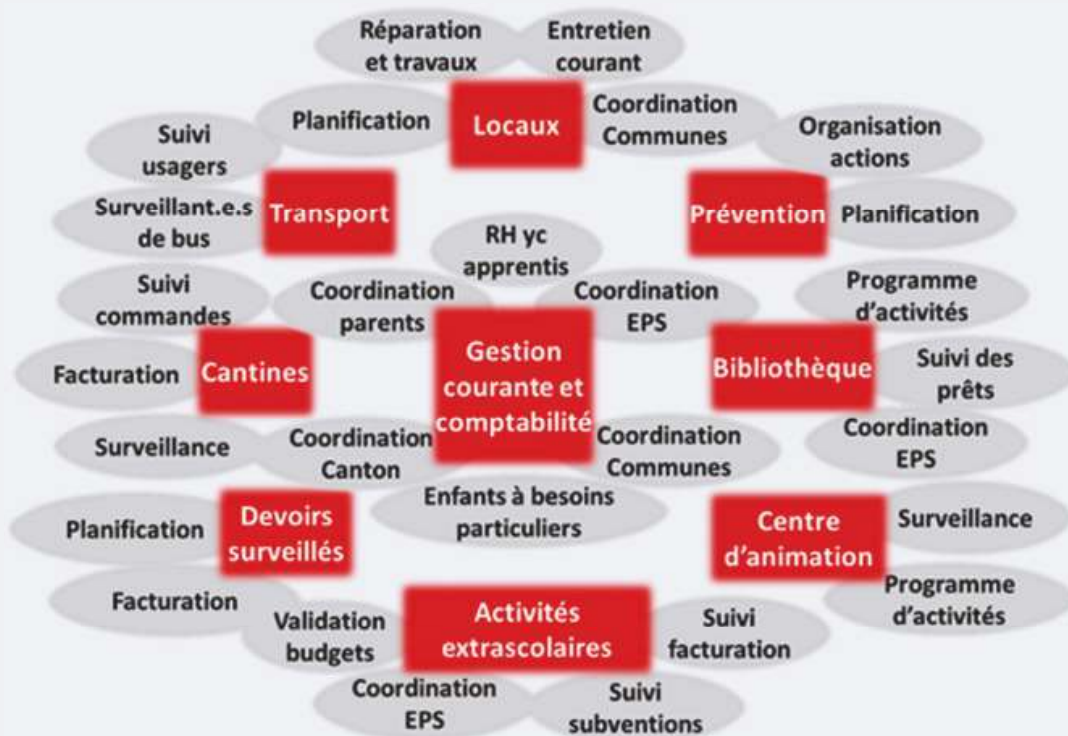 Réparation
et travaux
Entretien
courant
Planification
Locaux
Coordination
Communes
Suivi
usagers
Surveillant.e.s
de bus
Transport
Organisation
actions
Prévention
Planification
RH yc
apprentis
Coordination
parents
Coordination
EPS
Gestion
courante et
comptabilité
Coordination
Canton
Coordination
Communes
Enfants à besoins
particuliers
Suivi
commandes
Facturation
Cantines
Surveillance
Programme
d'activités
Bibliothèque
Suivi des
prêts
Coordination
EPS
Planification
Devoirs
surveillés
Facturation
Centre
d'animation
Surveillance
Programme
d'activités
Validation
budgets
Activités
extrascolaires
Suivi
facturation
Coordination
EPS
Suivi
subventions